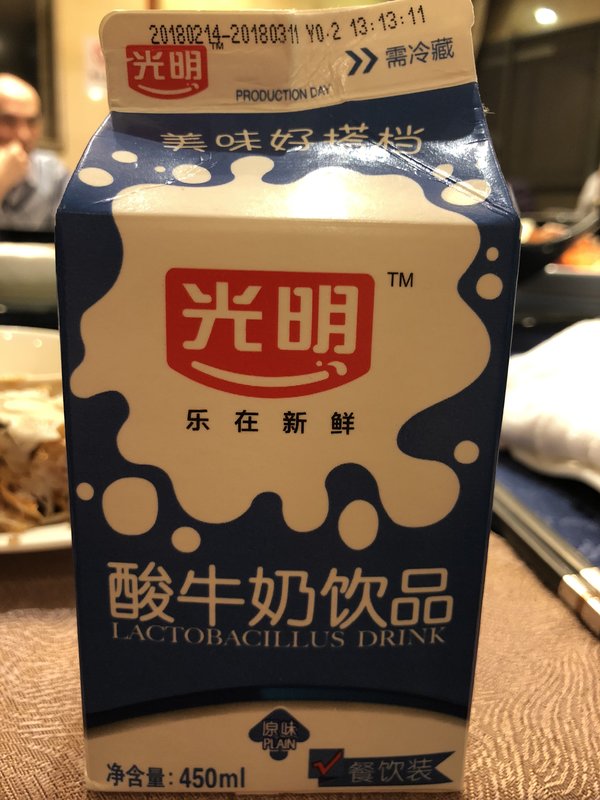 20180214-20180311 Y0.2 13:13:11
光明 TM
需冷藏
PRODUCTION DAY
美味好搭档
光明 TM
乐在新鲜
酸牛奶饮品
LACTOBACILLUS DRINK
原味
PLAIN
净含量:450ml
餐饮装